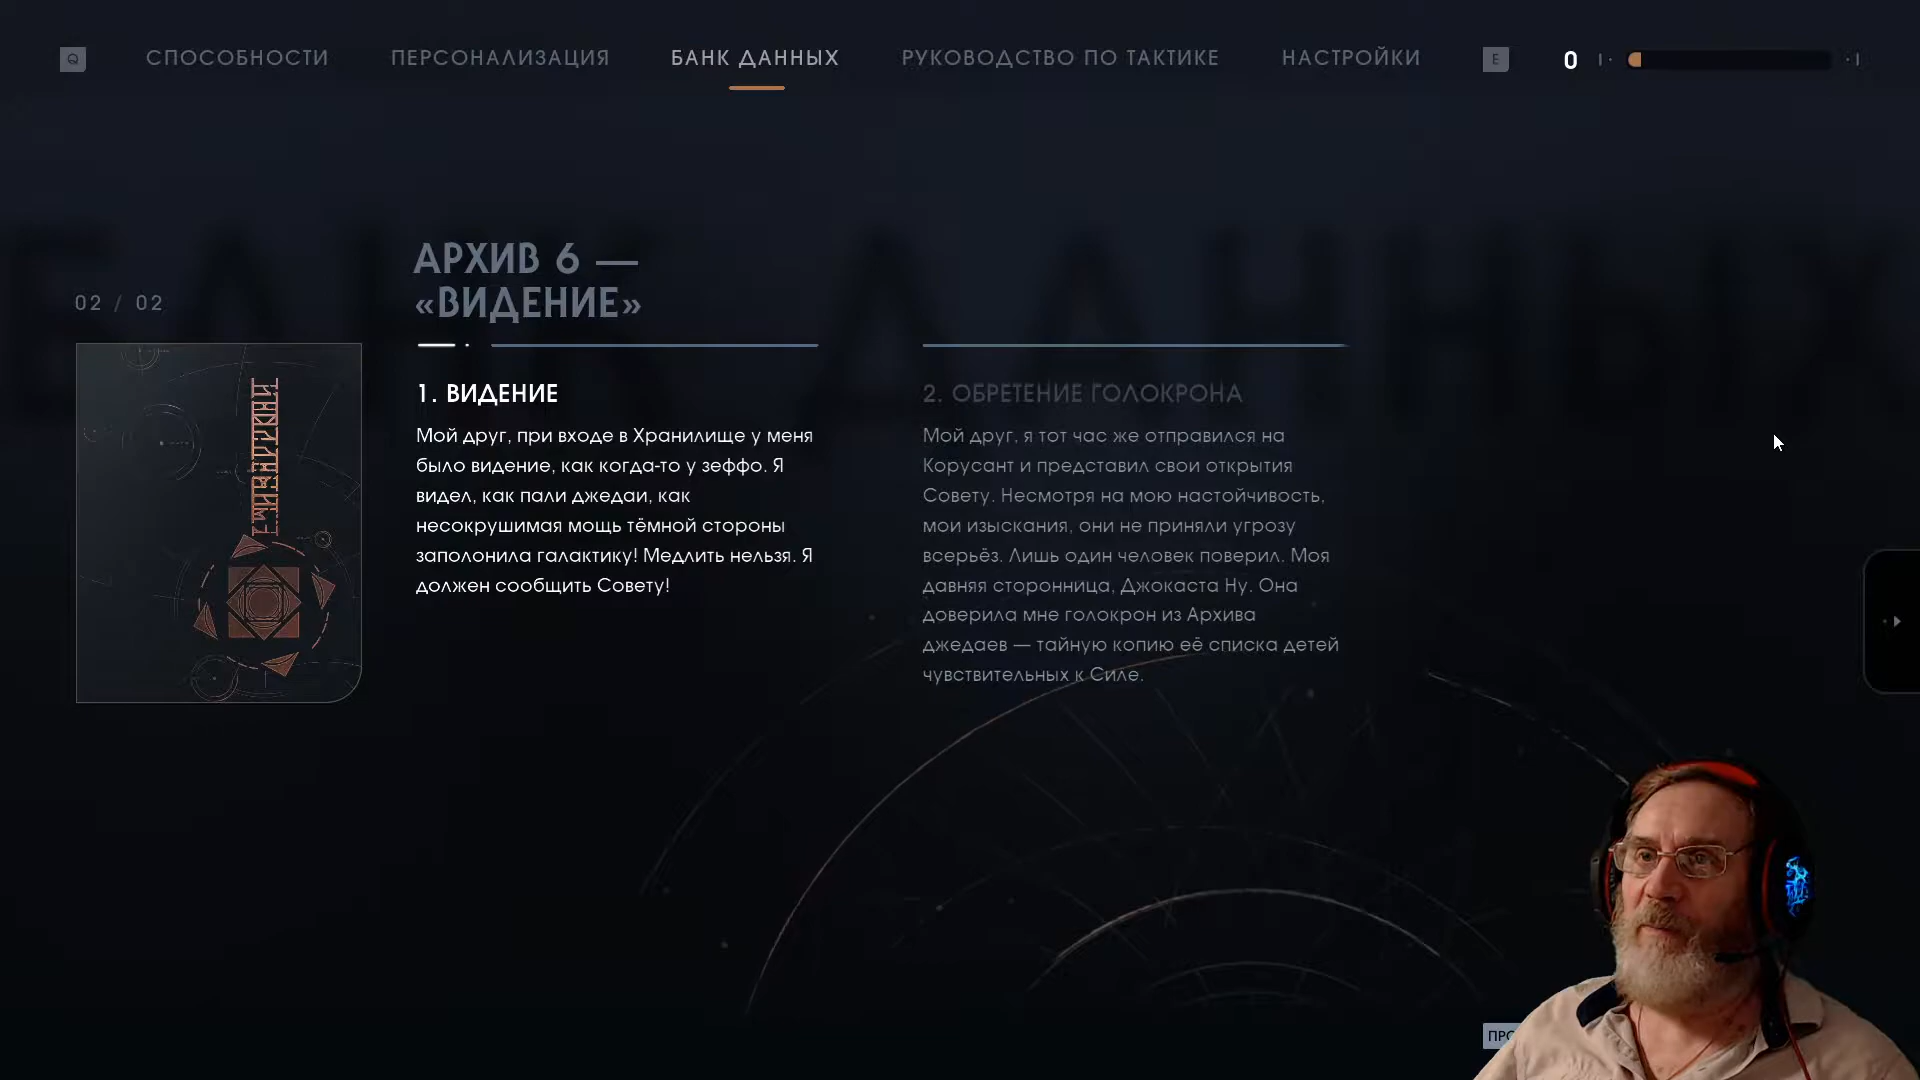 Q СПОСОБНОСТИ ПЕРСОНАЛИЗАЦИЯ БАНК ДАННЫХ РУКОВОДСТВО ПО ТАКТИКЕ НАСТРОЙКИ E 0
БАНК ДАННЫХ
АРХИВ 6 —
«ВИДЕНИЕ»
02 / 02
1. ВИДЕНИЕ
Мой друг, при входе в Хранилище у меня
было видение, как когда-то у зеффо. Я
видел, как пали джедаи, как
несокрушимая мощь тёмной стороны
заполонила галактику! Медлить нельзя. Я
должен сообщить Совету!
2. ОБРЕТЕНИЕ ГОЛОКРОНА
Мой друг, я тот час же отправился на
Корусант и представил свои открытия
Совету. Несмотря на мою настойчивость,
мои изыскания, они не приняли угрозу
всерьёз. Лишь один человек поверил. Моя
давняя сторонница, Джокаста Ну. Она
доверила мне голокрон из Архива
джедаев — тайную копию её списка детей
чувствительных к Силе.